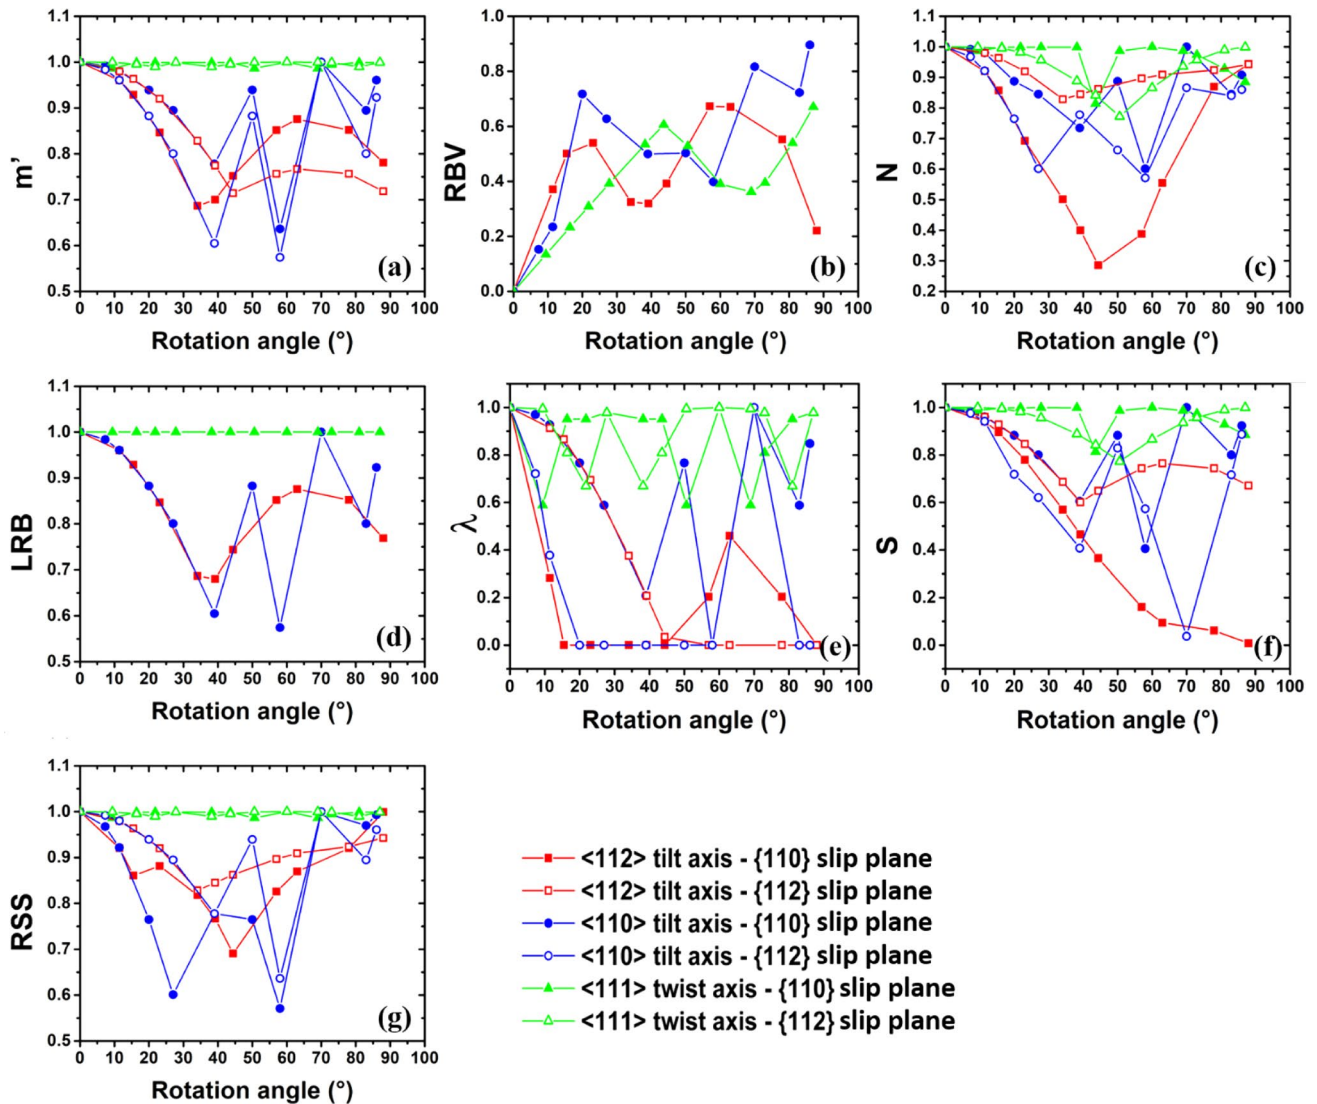 1.1
1.0
0.9
0.8
0.7
0.6
0.5
m'
(a)
0 10 20 30 40 50 60 70 80 90 100
Rotation angle (°)
1.0
0.8
0.6
0.4
0.2
0.0
RBV
(b)
0 10 20 30 40 50 60 70 80 90 100
Rotation angle (°)
1.1
1.0
0.9
0.8
0.7
0.6
0.5
0.4
0.3
0.2
N
(c)
0 10 20 30 40 50 60 70 80 90 100
Rotation angle (°)
1.1
1.0
0.9
0.8
0.7
0.6
0.5
LRB
(d)
0 10 20 30 40 50 60 70 80 90 100
Rotation angle (°)
1.0
0.8
0.6
0.4
0.2
0.0
λ
(e)
0 10 20 30 40 50 60 70 80 90 100
Rotation angle (°)
1.0
0.8
0.6
0.4
0.2
0.0
S
(f)
0 10 20 30 40 50 60 70 80 90 100
Rotation angle (°)
1.1
1.0
0.9
0.8
0.7
0.6
0.5
RSS
(g)
0 10 20 30 40 50 60 70 80 90 100
Rotation angle (°)
<112> tilt axis - {110} slip plane
<112> tilt axis - {112} slip plane
<110> tilt axis - {110} slip plane
<110> tilt axis - {112} slip plane
<111> twist axis - {110} slip plane
<111> twist axis - {112} slip plane